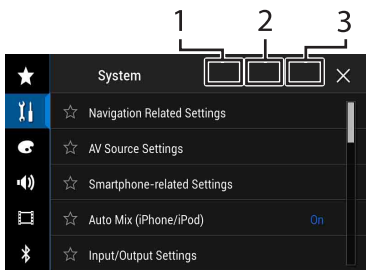 1 2 3
System
Navigation Related Settings
AV Source Settings
Smartphone-related Settings
Auto Mix (iPhone/iPod) On
Input/Output Settings